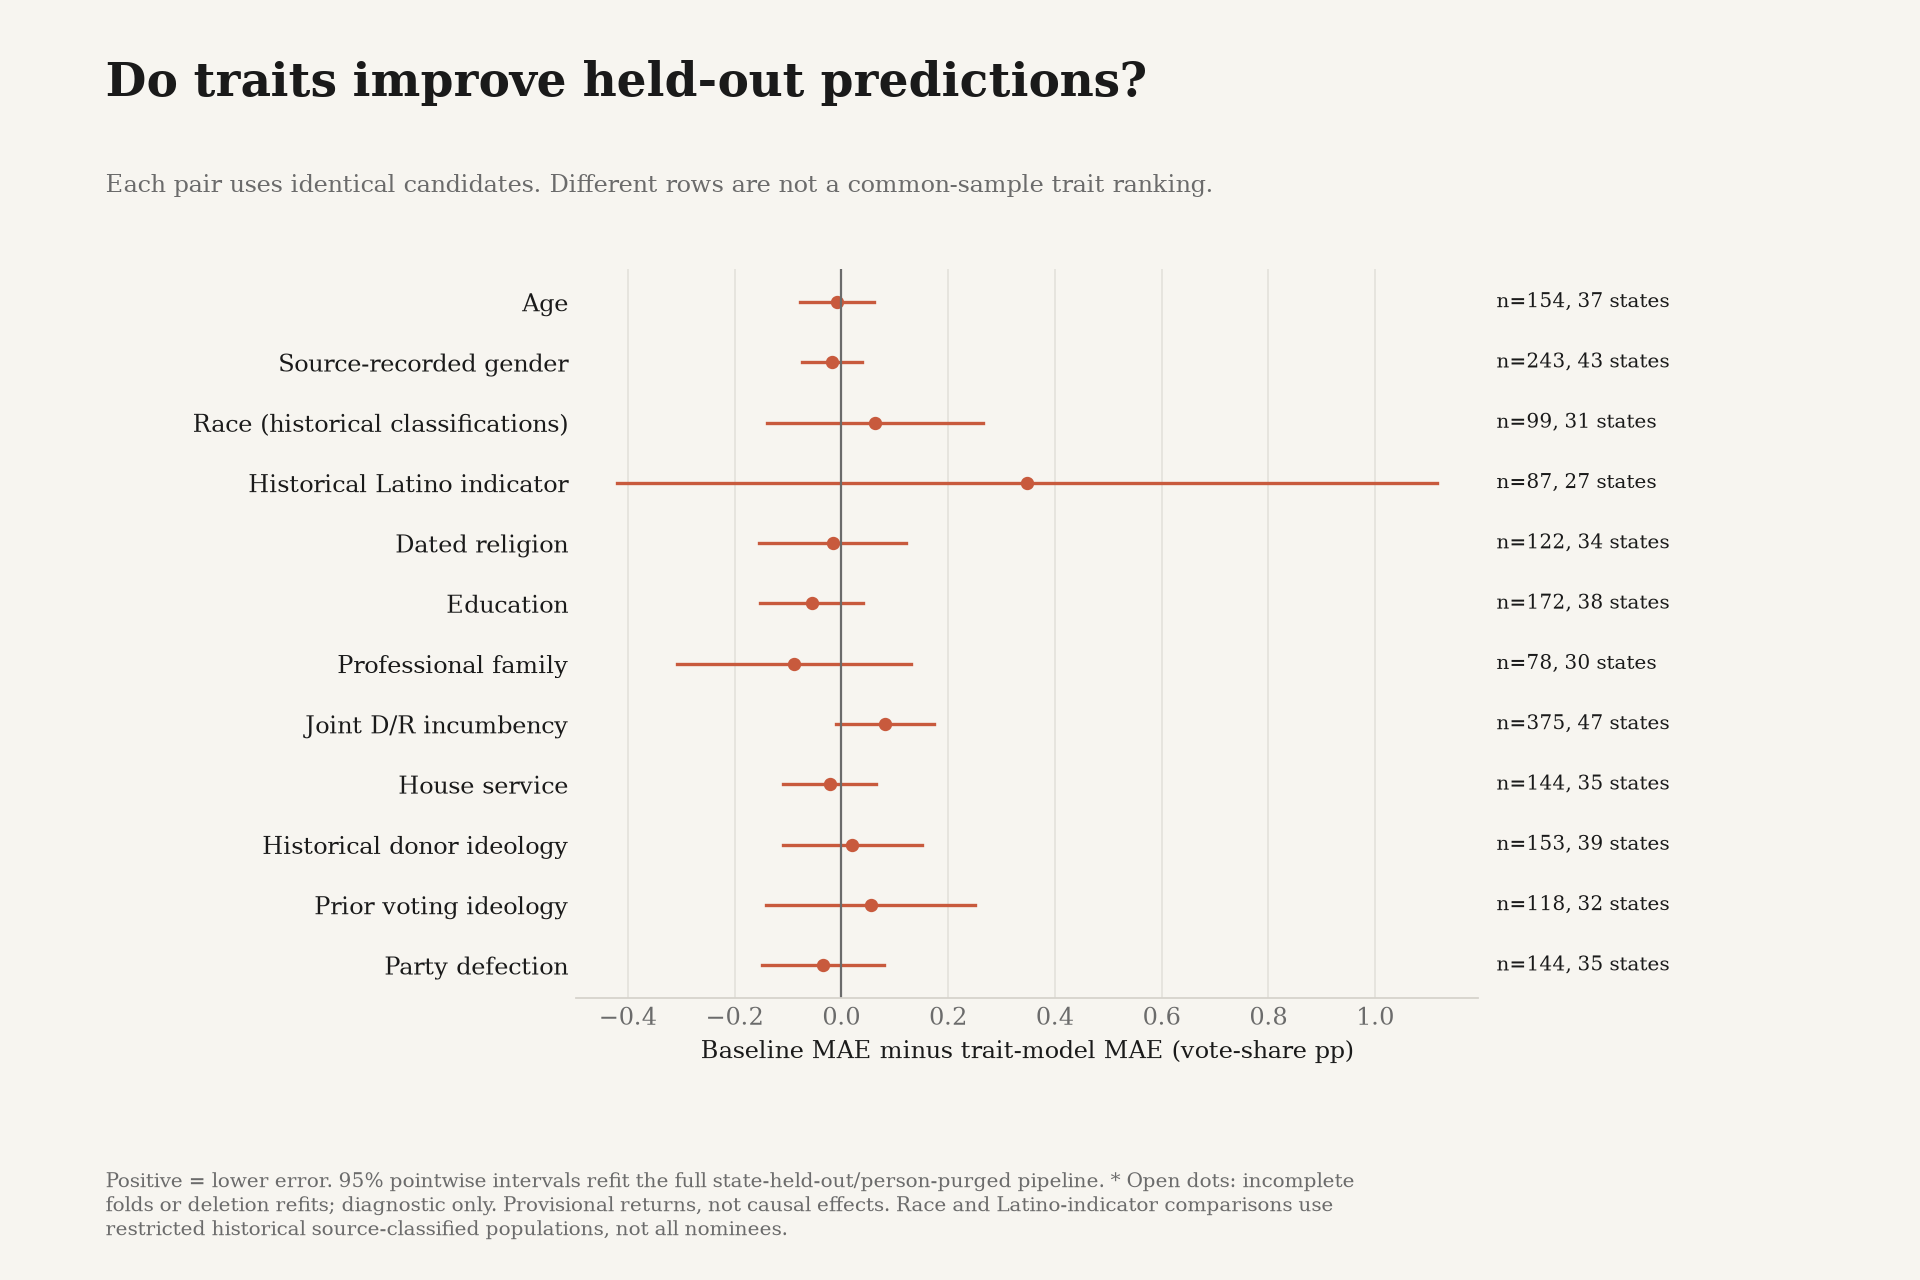 Do traits improve held-out predictions?
Each pair uses identical candidates. Different rows are not a common-sample trait ranking.
Age n=154, 37 states
Source-recorded gender n=243, 43 states
Race (historical classifications) n=99, 31 states
Historical Latino indicator n=87, 27 states
Dated religion n=122, 34 states
Education n=172, 38 states
Professional family n=78, 30 states
Joint D/R incumbency n=375, 47 states
House service n=144, 35 states
Historical donor ideology n=153, 39 states
Prior voting ideology n=118, 32 states
Party defection n=144, 35 states
−0.4 −0.2 0.0 0.2 0.4 0.6 0.8 1.0
Baseline MAE minus trait-model MAE (vote-share pp)
Positive = lower error. 95% pointwise intervals refit the full state-held-out/person-purged pipeline. * Open dots: incomplete
folds or deletion refits; diagnostic only. Provisional returns, not causal effects. Race and Latino-indicator comparisons use
restricted historical source-classified populations, not all nominees.